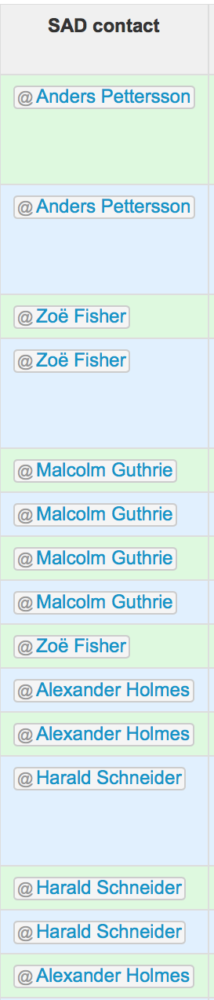 SAD contact
@ Anders Pettersson
@ Anders Pettersson
@ Zoë Fisher
@ Zoë Fisher
@ Malcolm Guthrie
@ Malcolm Guthrie
@ Malcolm Guthrie
@ Malcolm Guthrie
@ Zoë Fisher
@ Alexander Holmes
@ Alexander Holmes
@ Harald Schneider
@ Harald Schneider
@ Harald Schneider
@ Alexander Holmes